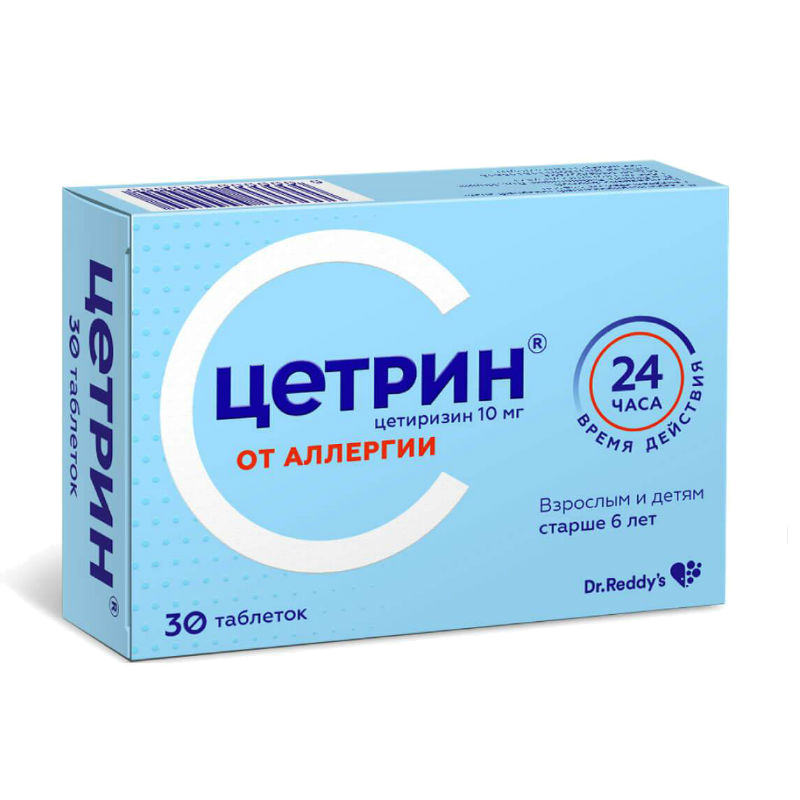 ЦЕТРИН®
цетиризин 10 мг
ОТ АЛЛЕРГИИ
24
ЧАСА
ВРЕМЯ ДЕЙСТВИЯ
Взрослым и детям
старше 6 лет
Dr.Reddy's
30 таблеток
ЦЕТРИН®
30 таблеток